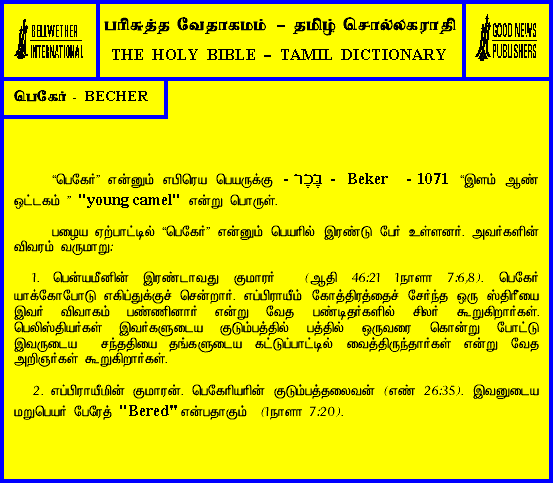 BELLWETHER
INTERNATIONAL
பரிசுத்த வேதாகமம் – தமிழ் சொல்லகராதி
THE HOLY BIBLE – TAMIL DICTIONARY
GOOD NEWS
PUBLISHERS
பெகேர் - BECHER
“பெகேர்” என்னும் எபிரெய பெயருக்கு - בֶּכֶר - Beker - 1071 “இளம் ஆண்
ஒட்டகம் ” "young camel" என்று பொருள்.
பழைய ஏற்பாட்டில் “பெகேர்” என்னும் பெயரில் இரண்டு பேர் உள்ளனர். அவர்களின்
விவரம் வருமாறு:
1. பென்யமீனின் இரண்டாவது குமாரர் (ஆதி 46:21 1நாளா 7:6,8). பெகேர்
யாக்கோபோடு எகிப்துக்குச் சென்றார். எப்பிராயீம் கோத்திரத்தைச் சேர்ந்த ஒரு ஸ்திரீயை
இவர் விவாகம் பண்ணினார் என்று வேத பண்டிதர்களில் சிலர் கூறுகிறார்கள்.
பெலிஸ்தியர்கள் இவர்களுடைய குடும்பத்தில் பத்தில் ஒருவரை கொன்று போட்டு
இவருடைய சந்ததியை தங்களுடைய கட்டுப்பாட்டில் வைத்திருந்தார்கள் என்று வேத
அறிஞர்கள் கூறுகிறார்கள்.
2. எப்பிராயீமின் குமாரன். பெகேரியரின் குடும்பத்தலைவன் (எண் 26:35). இவனுடைய
மறுபெயர் பேரேத் "Bered" என்பதாகும் (1நாளா 7:20).